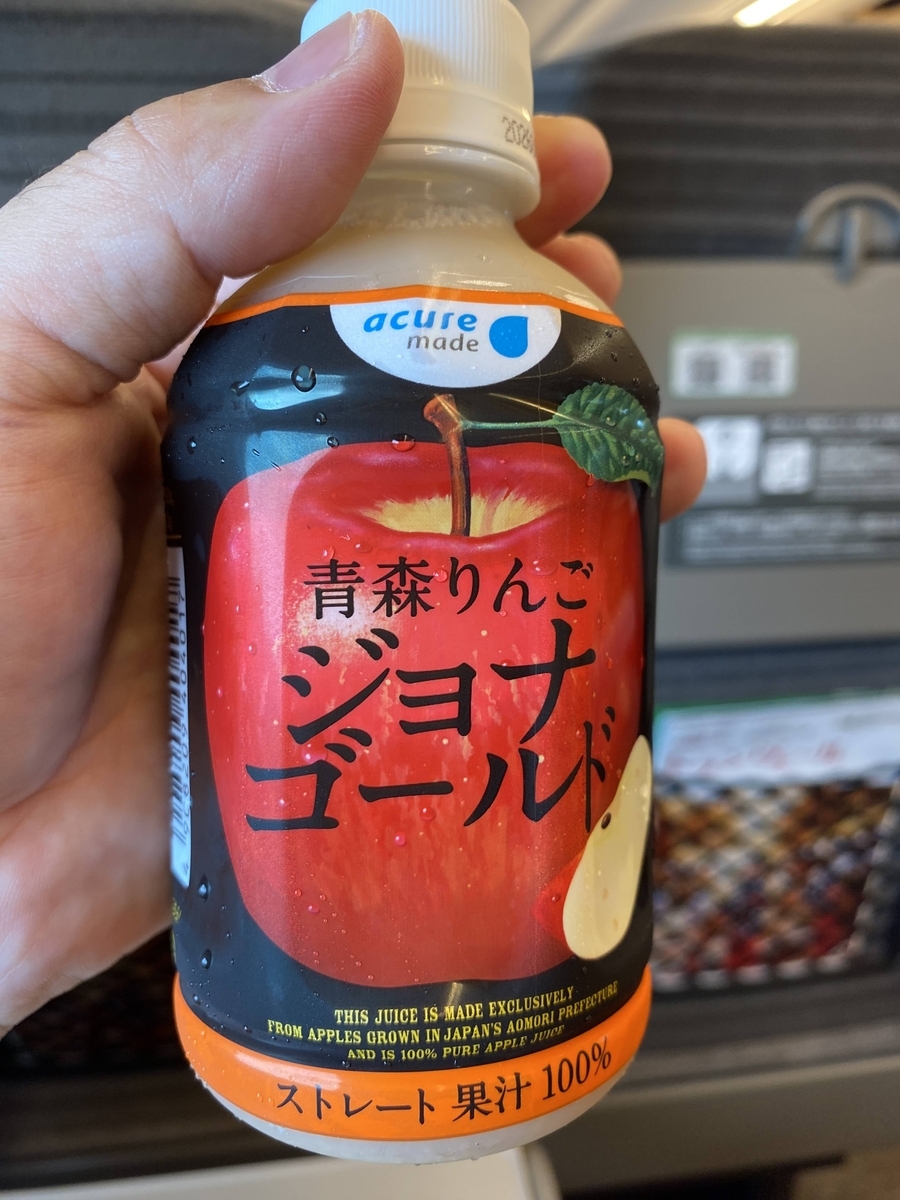 acure
made
青森りんご
ジョナ
ゴールド
THIS JUICE IS MADE EXCLUSIVELY
FROM APPLES GROWN IN JAPAN'S AOMORI PREFECTURE
AND IS 100% PURE APPLE JUICE
ストレート 果汁 100%